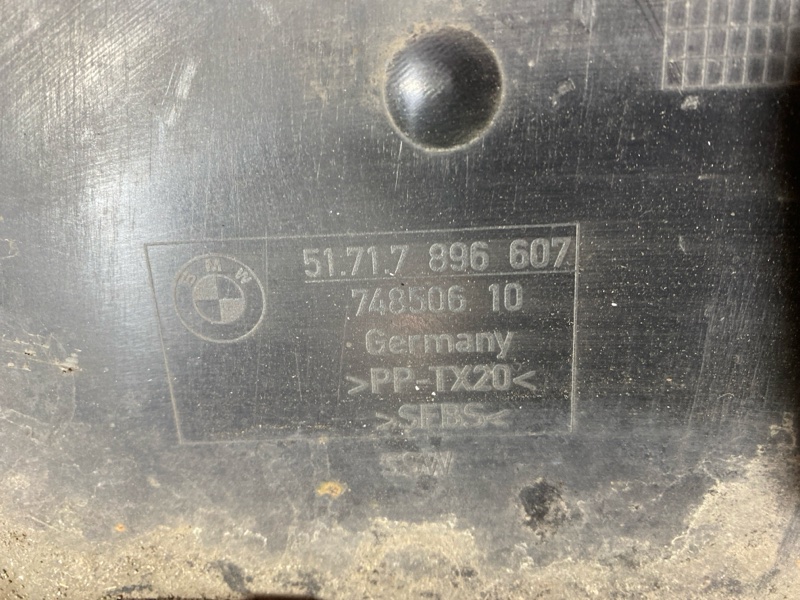 BMW
51.71.7 896 607
748506 10
Germany
>PP-TX20<
>SEBS<